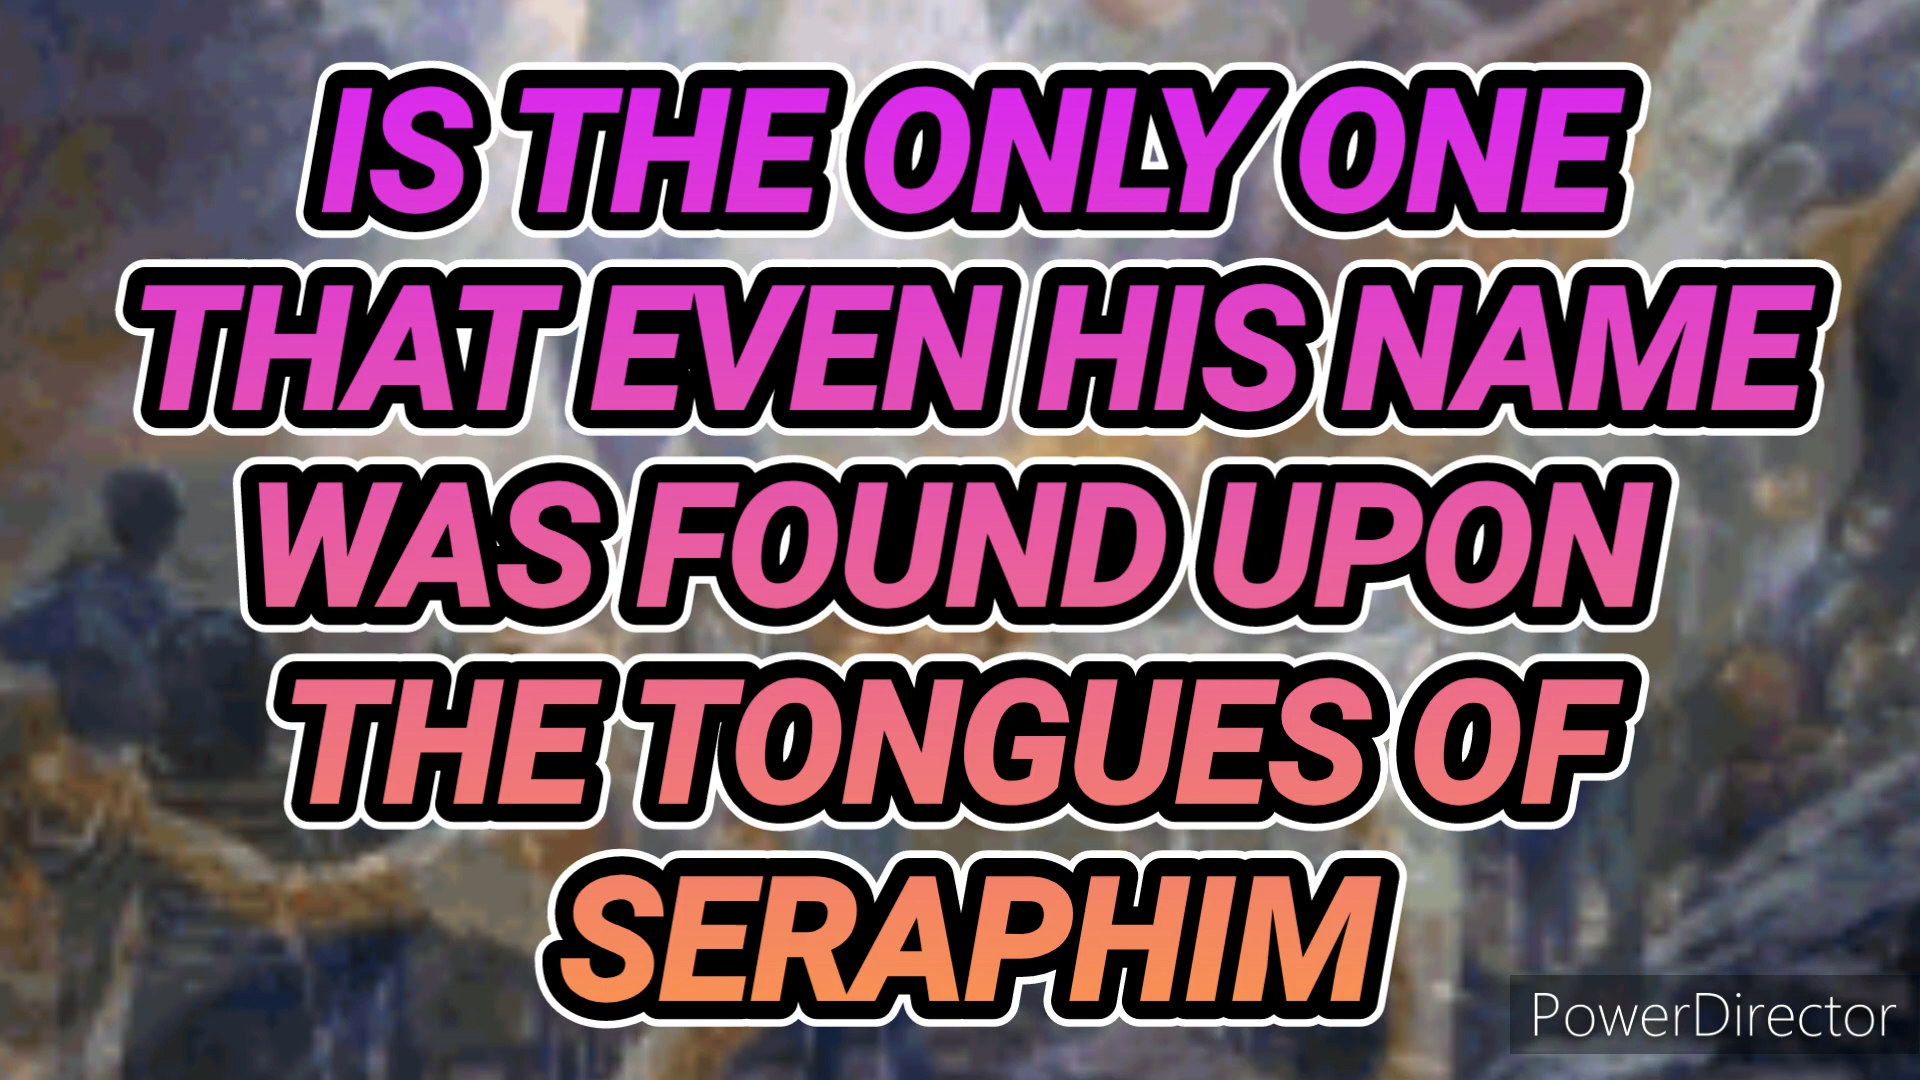 IS THE ONLY ONE
THAT EVEN HIS NAME
WAS FOUND UPON
THE TONGUES OF
SERAPHIM
PowerDirector